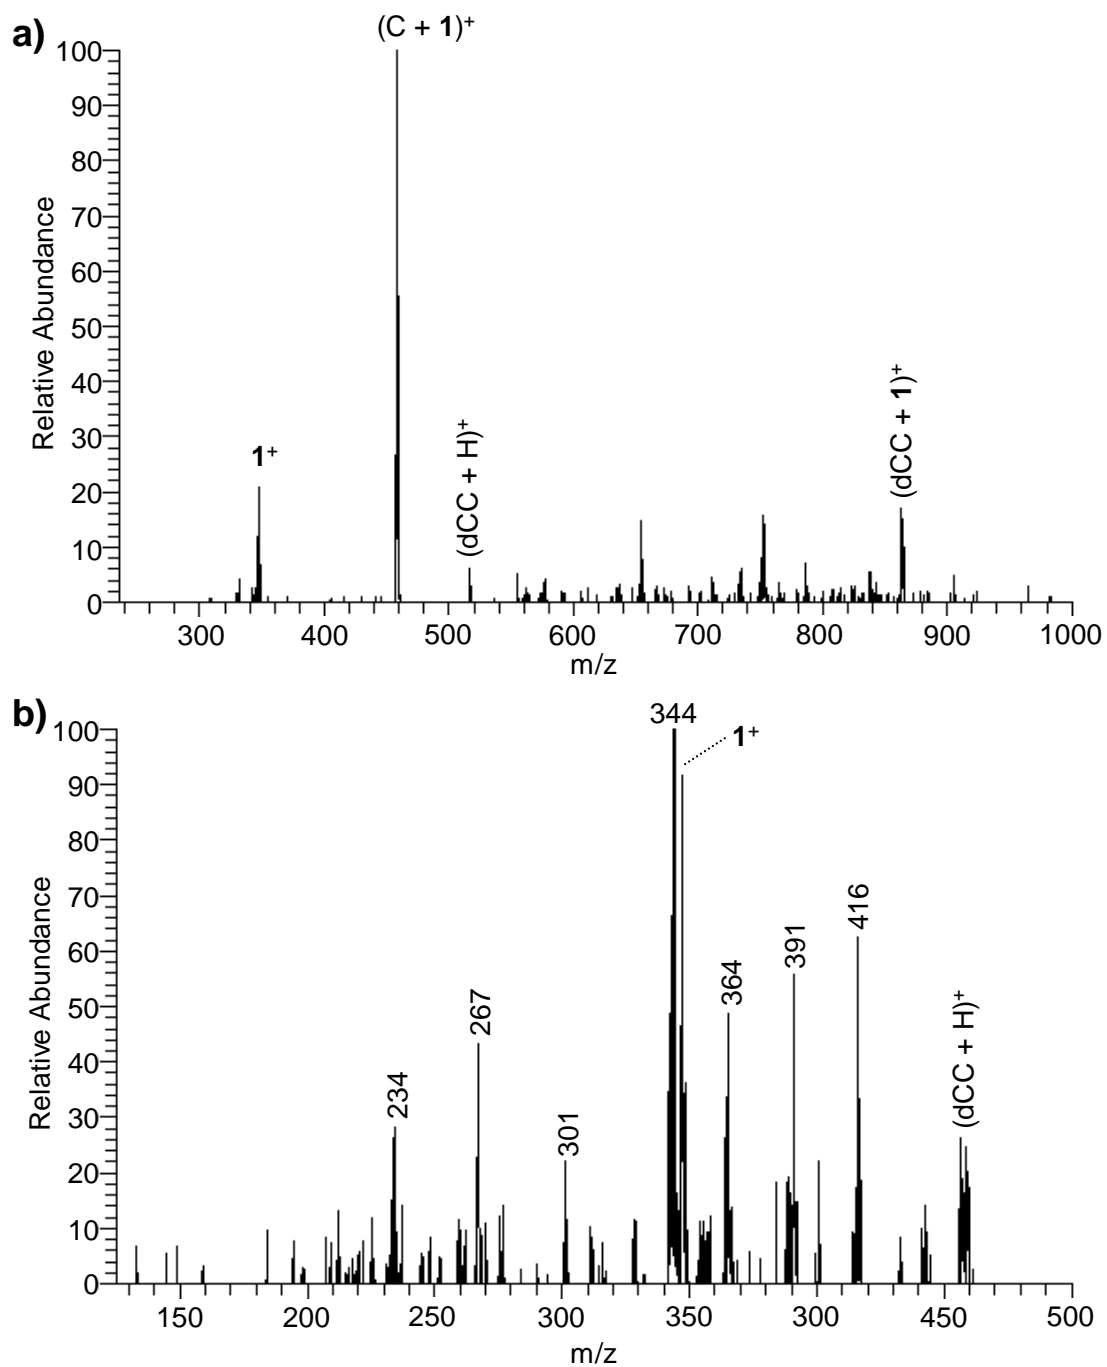 a)
(C + 1)⁺
100
90
80
70
60
50
40
30
20
10
0
Relative Abundance
1⁺
(dCC + H)⁺
(dCC + 1)⁺
300 400 500 600 700 800 900 1000
m/z
b)
100
90
80
70
60
50
40
30
20
10
0
Relative Abundance
344
1⁺
234
267
301
364
391
416
(dCC + H)⁺
150 200 250 300 350 300 450 500
m/z